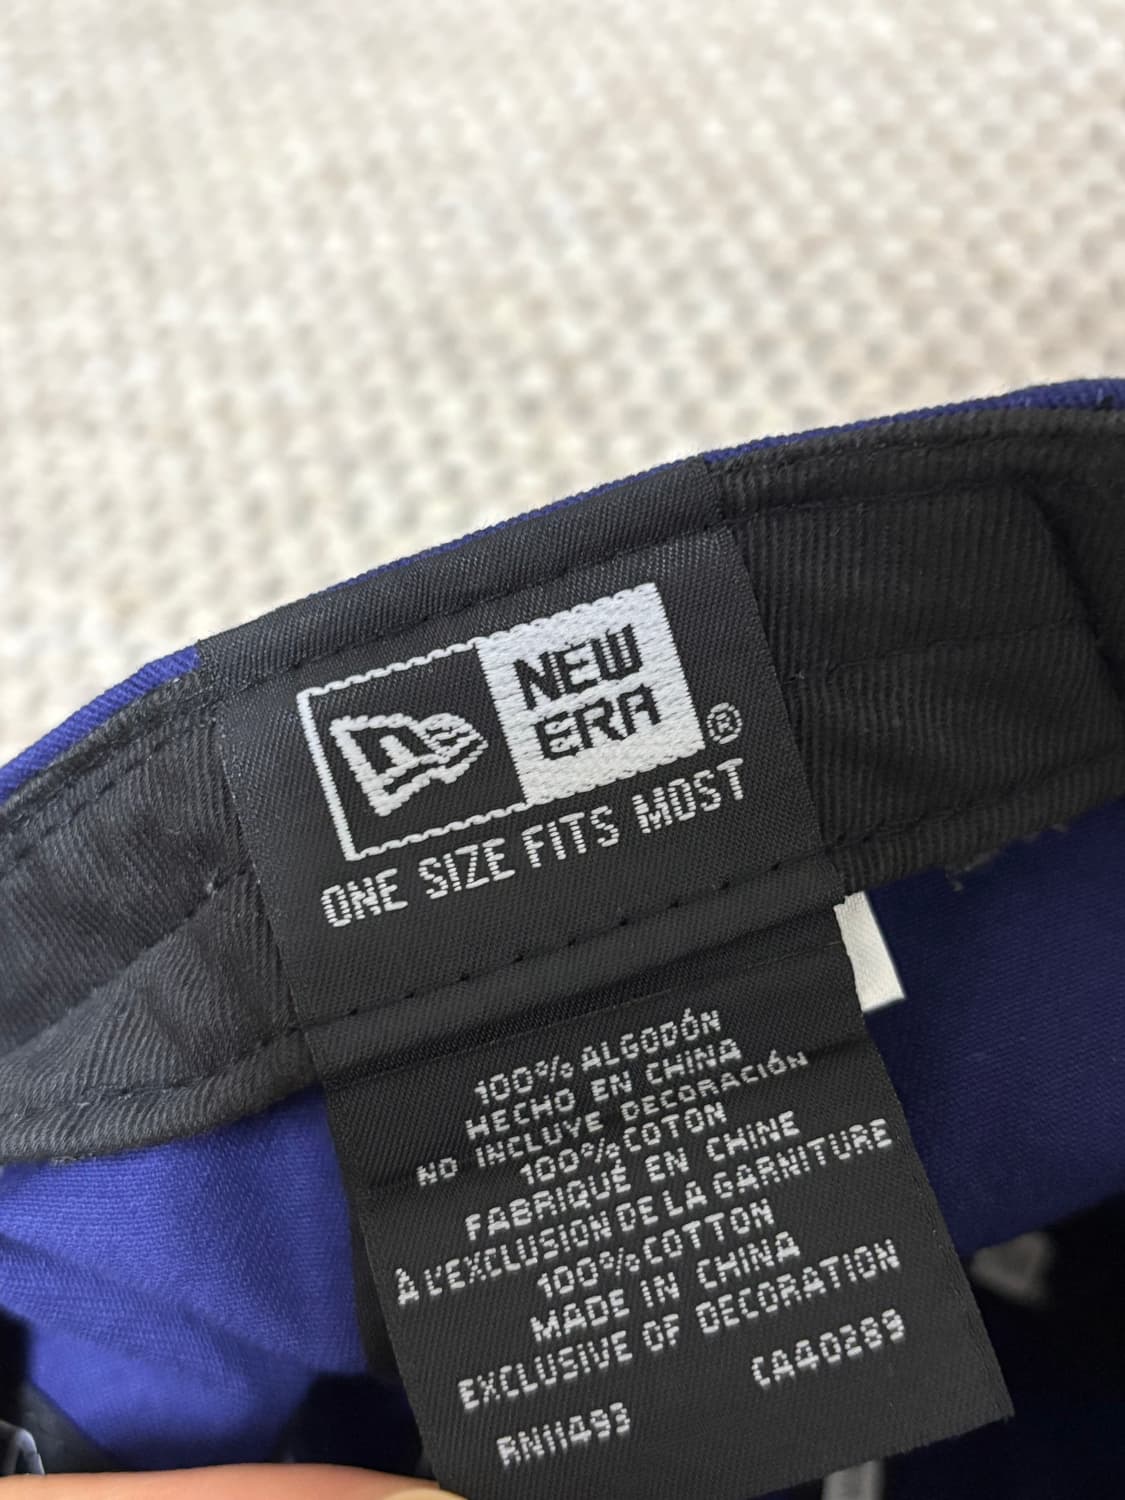 NEW
ERA
®
ONE SIZE FITS MOST
100% ALGODÓN
HECHO EN CHINA
NO INCLUYE DECORACIÓN
100% COTON
FABRIQUÉ EN CHINE
À L'EXCLUSION DE LA GARNITURE
100% COTTON
MADE IN CHINA
EXCLUSIVE OF DECORATION
RN11493 CA40289